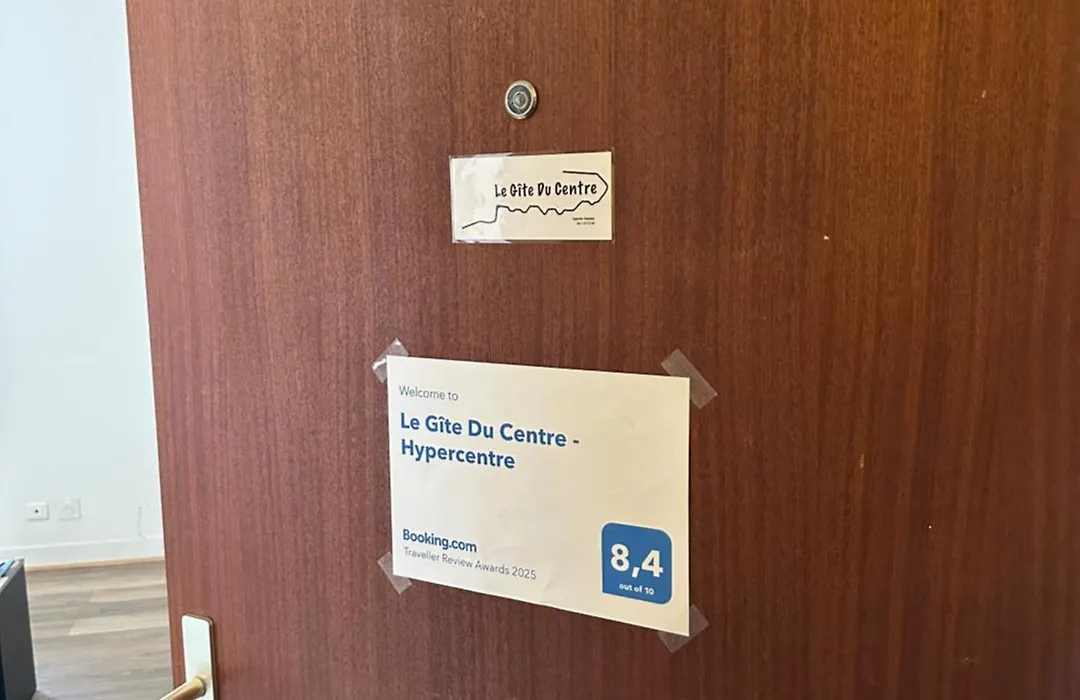 Le Gîte Du Centre
Welcome to
Le Gîte Du Centre -
Hypercentre
Booking.com
Traveller Review Awards 2025
8,4
out of 10